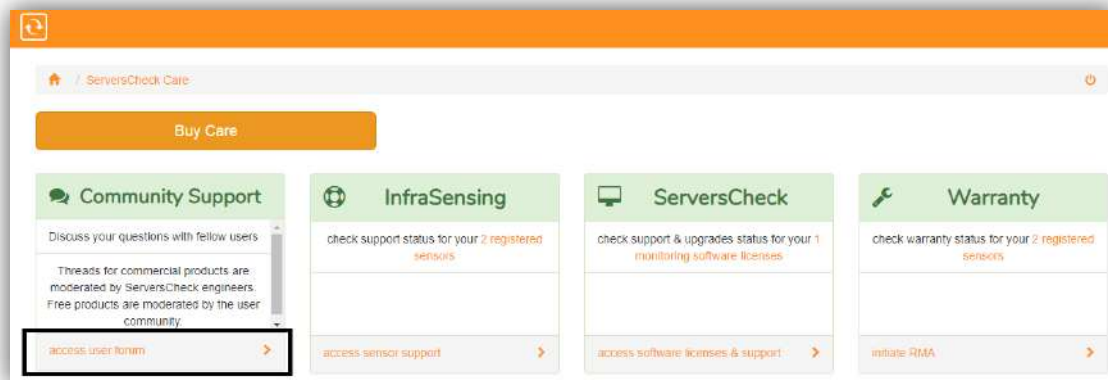 / ServersCheck Care
Buy Care
Community Support
Discuss your questions with fellow users
Threads for commercial products are
moderated by ServersCheck engineers.
Free products are moderated by the user
community.
access user forum
InfraSensing
check support status for your 2 registered
sensors
access sensor support
ServersCheck
check support & upgrades status for your 1
monitoring software licenses
access software licenses & support
Warranty
check warranty status for your 2 registered
sensors
initiate RMA